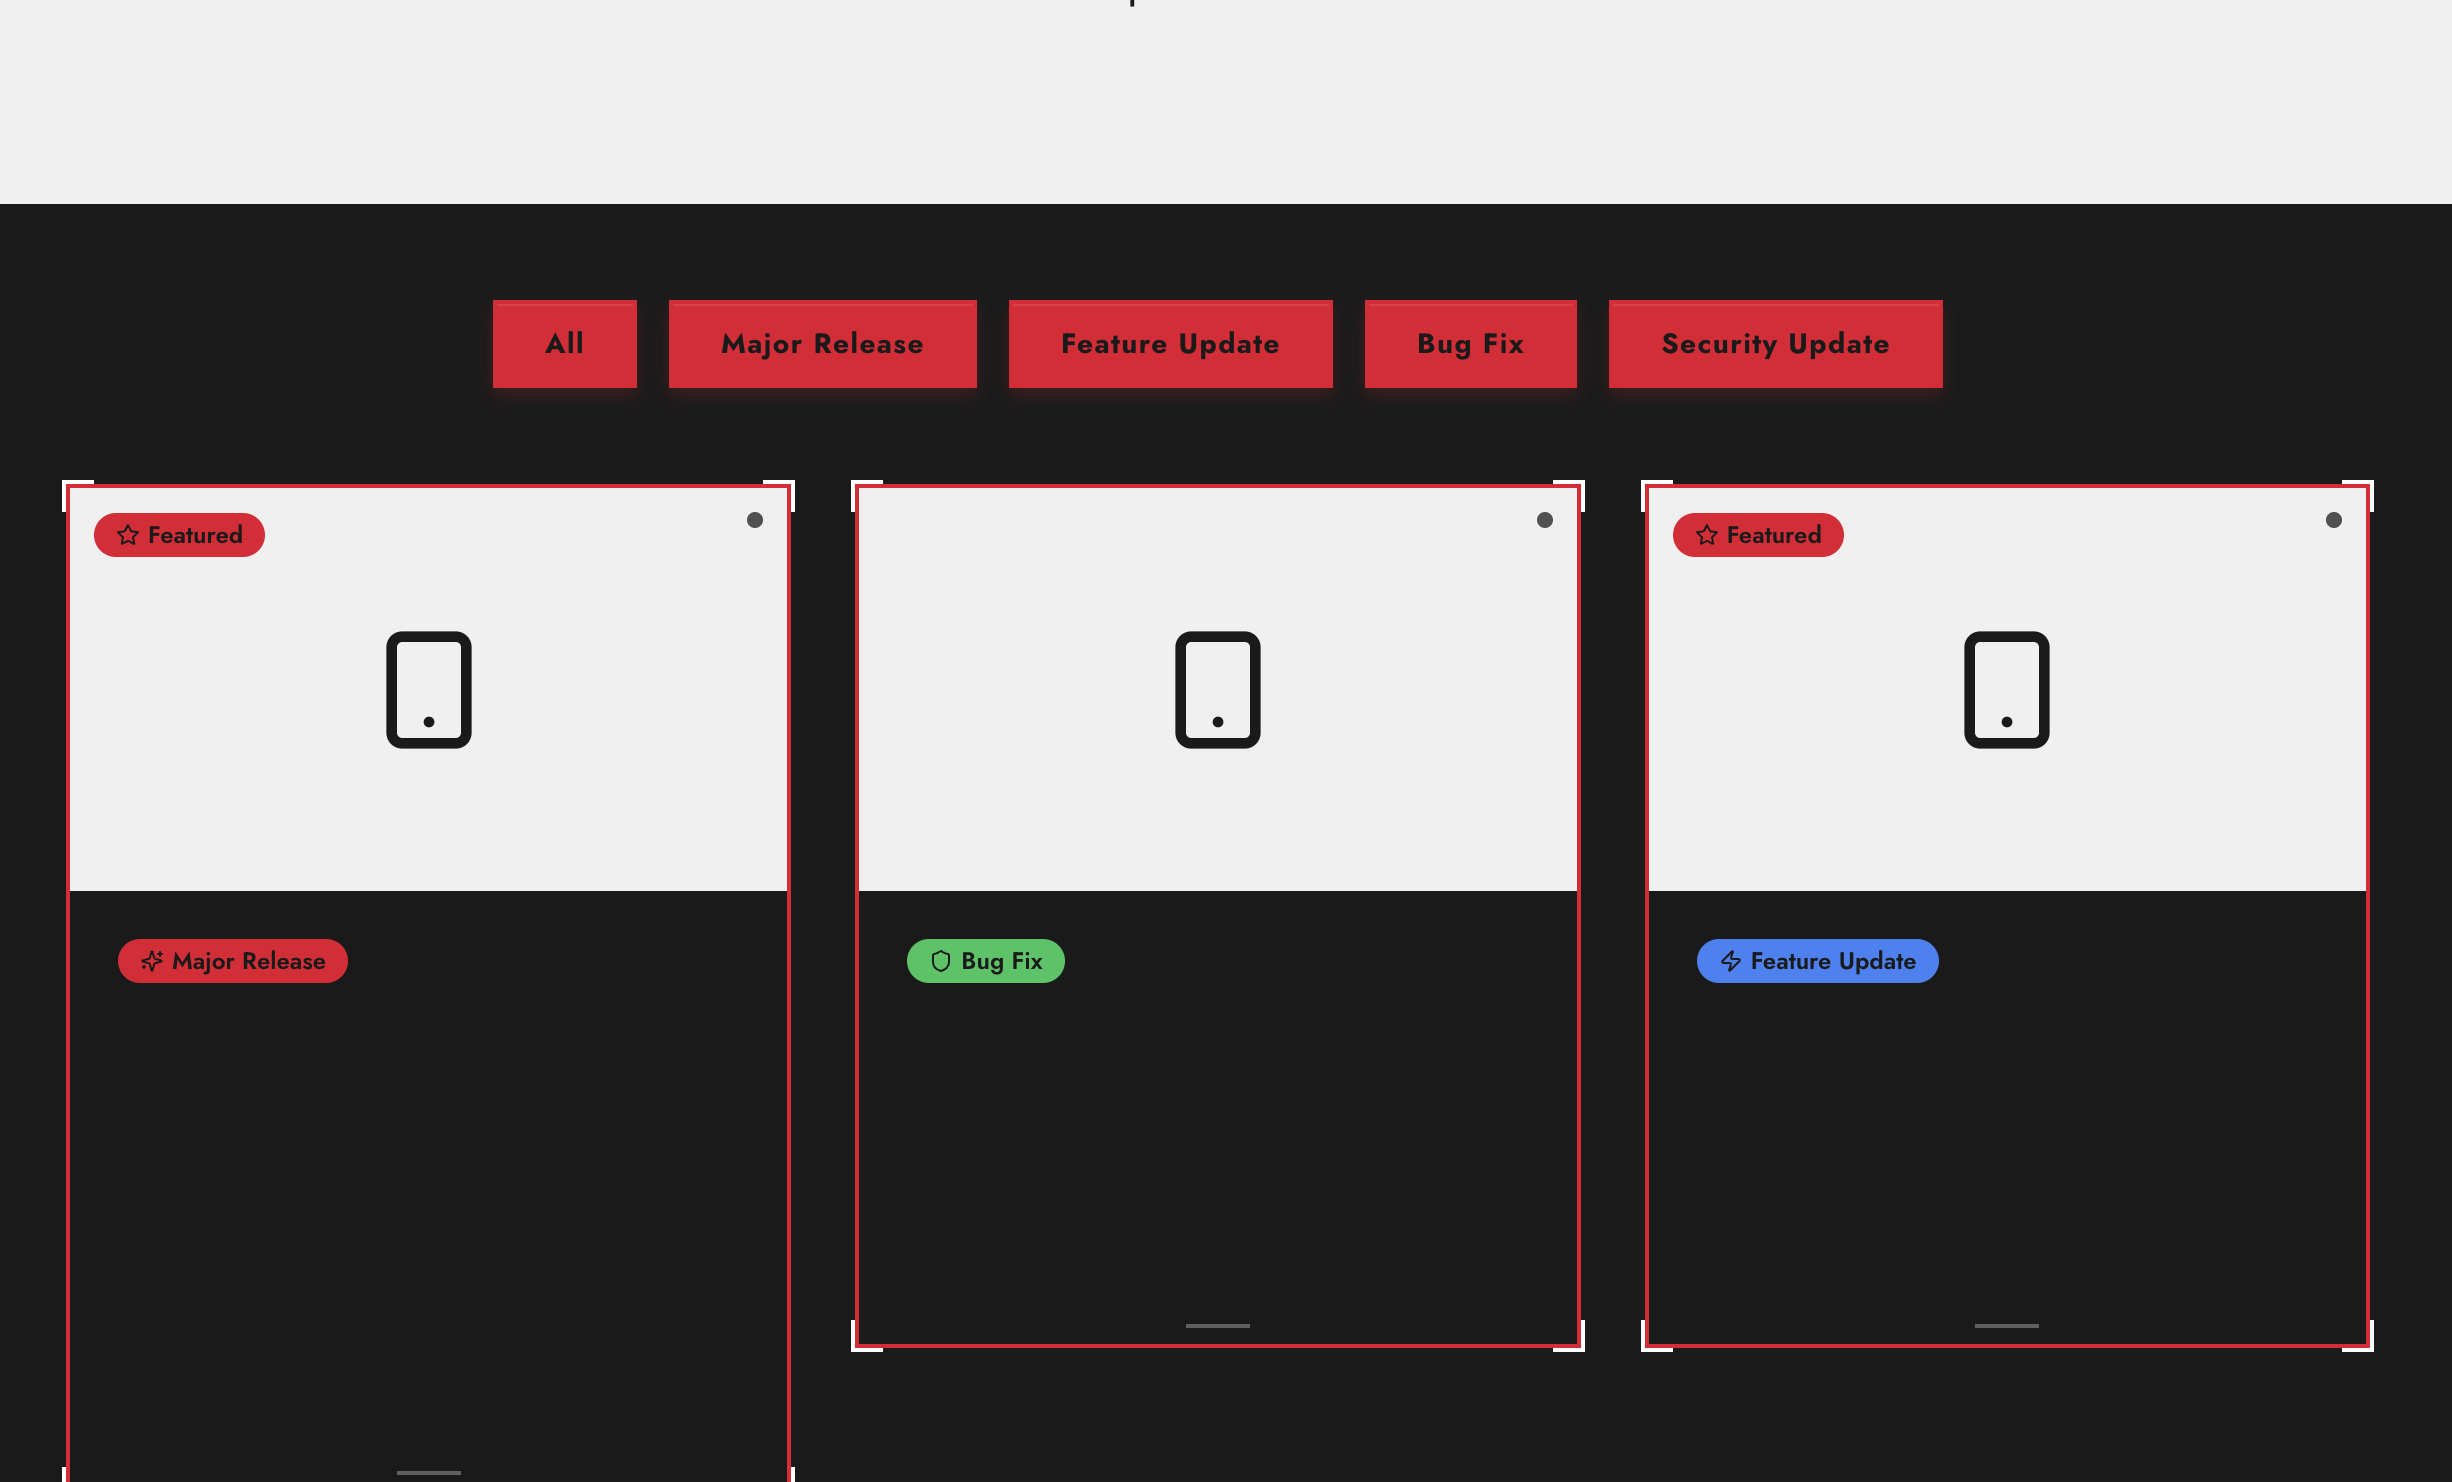 All
Major Release
Feature Update
Bug Fix
Security Update
Featured
Featured
Major Release
Bug Fix
Feature Update